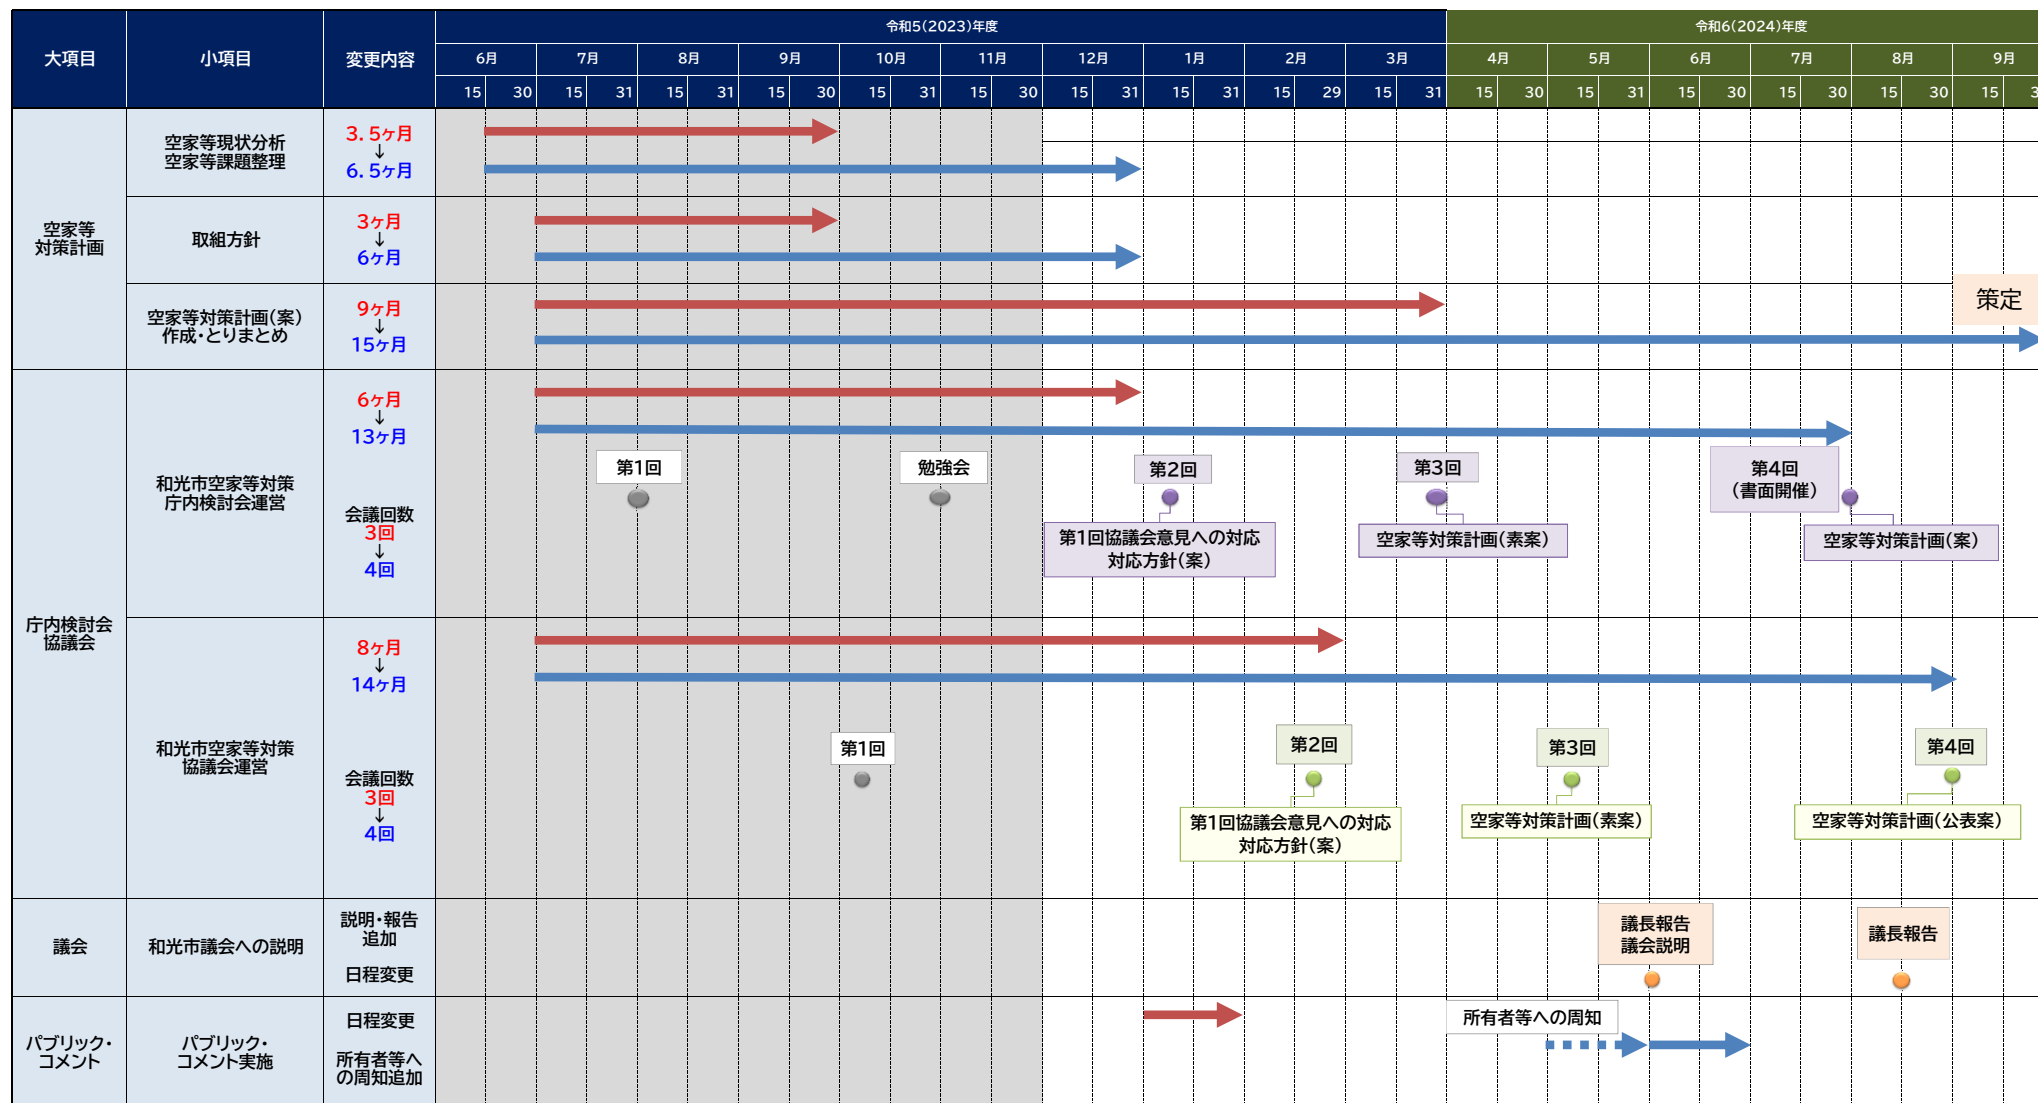 令和5(2023)年度
令和6(2024)年度
大項目
小項目
変更内容
6月 7月 8月 9月 10月 11月 12月 1月 2月 3月 4月 5月 6月 7月 8月 9月
15 30 15 31 15 31 15 30 15 31 15 30 15 31 15 31 15 29 15 31 15 30 15 31 15 30 15 30 15 30 15
空家等
対策計画
空家等現状分析
空家等課題整理
3.5ヶ月
↓
6.5ヶ月
取組方針
3ヶ月
↓
6ヶ月
空家等対策計画(案)
作成・とりまとめ
9ヶ月
↓
15ヶ月
策定
庁内検討会
協議会
和光市空家等対策
庁内検討会運営
6ヶ月
↓
13ヶ月
会議回数
3回
↓
4回
第1回
勉強会
第2回
第1回協議会意見への対応
対応方針(案)
第3回
空家等対策計画(素案)
第4回
(書面開催)
空家等対策計画(案)
和光市空家等対策
協議会運営
8ヶ月
↓
14ヶ月
会議回数
3回
↓
4回
第1回
第2回
第1回協議会意見への対応
対応方針(案)
第3回
空家等対策計画(素案)
第4回
空家等対策計画(公表案)
議会
和光市議会への説明
説明・報告
追加
日程変更
議長報告
議会説明
議長報告
パブリック・
コメント
パブリック・
コメント実施
日程変更
所有者等へ
の周知追加
所有者等への周知